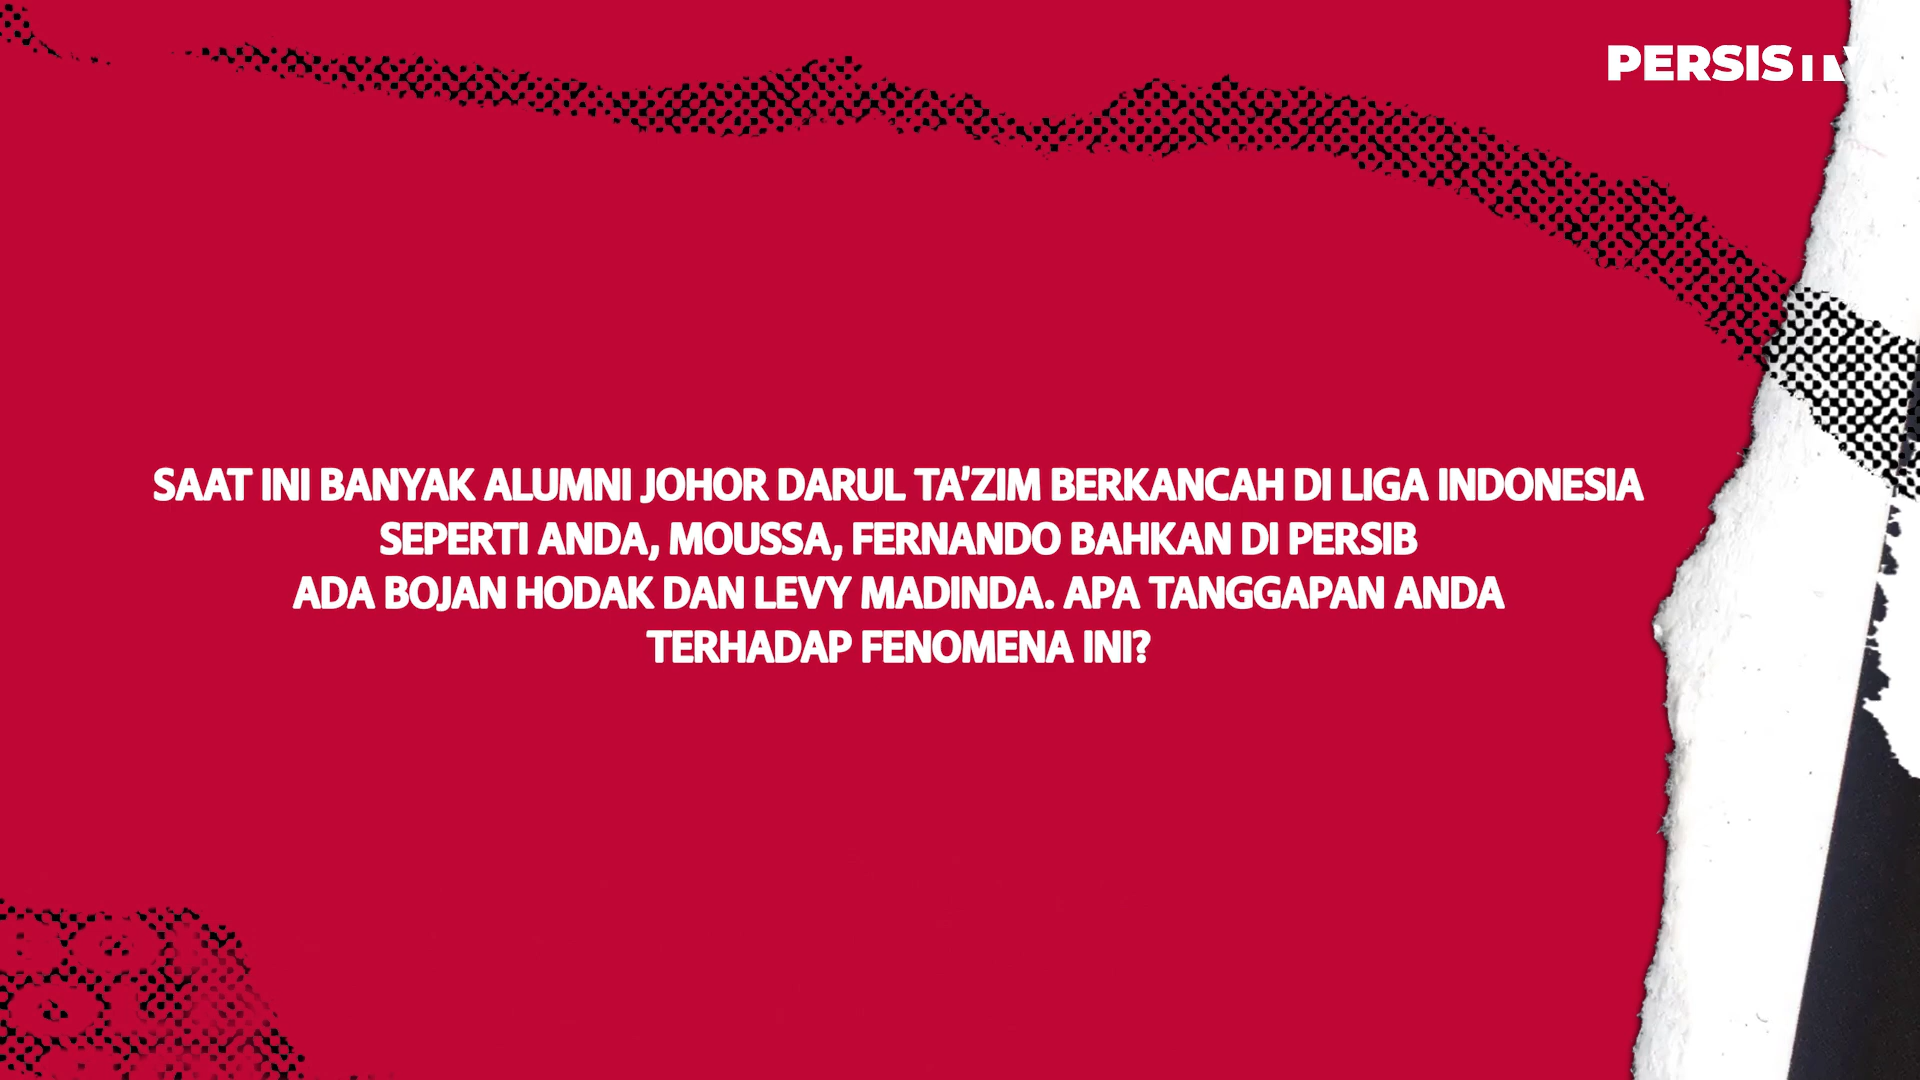 PERSIS TV
SAAT INI BANYAK ALUMNI JOHOR DARUL TA'ZIM BERKANCAH DI LIGA INDONESIA
SEPERTI ANDA, MOUSSA, FERNANDO BAHKAN DI PERSIB
ADA BOJAN HODAK DAN LEVY MADINDA. APA TANGGAPAN ANDA
TERHADAP FENOMENA INI?